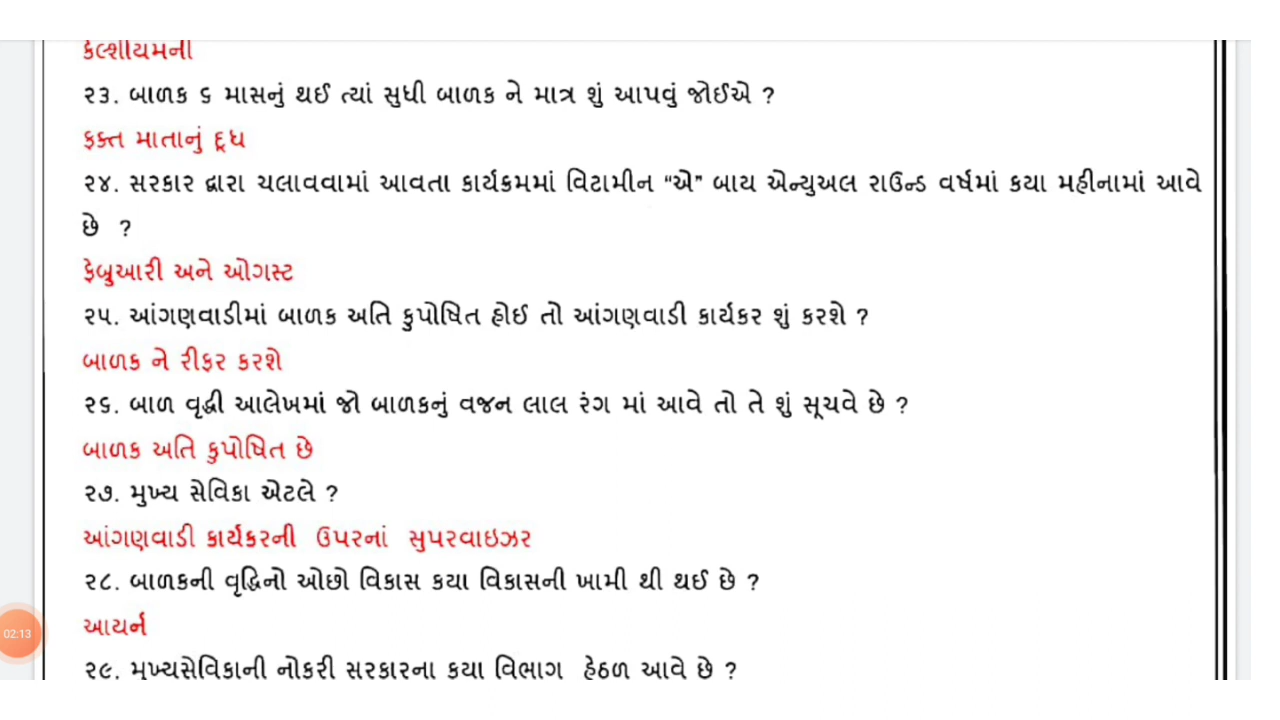 કેલ્શીયમની
૨૩. બાળક ૬ માસનું થઈ ત્યાં સુધી બાળક ને માત્ર શું આપવું જોઈએ ?
ફક્ત માતાનું દૂધ
૨૪. સરકાર દ્વારા ચલાવવામાં આવતા કાર્યક્રમમાં વિટામીન “એ” બાય એન્યુઅલ રાઉન્ડ વર્ષમાં કયા મહીનામાં આવે
છે ?
ફેબ્રુઆરી અને ઓગસ્ટ
૨૫. આંગણવાડીમાં બાળક અતિ કુપોષિત હોઈ તો આંગણવાડી કાર્યકર શું કરશે ?
બાળક ને રીફર કરશે
૨૬. બાળ વૃદ્ધી આલેખમાં જો બાળકનું વજન લાલ રંગ માં આવે તો તે શું સૂચવે છે ?
બાળક અતિ કુપોષિત છે
૨૭. મુખ્ય સેવિકા એટલે ?
આંગણવાડી કાર્યકરની ઉપરનાં સુપરવાઇઝર
૨૮. બાળકની વૃદ્ધિનો ઓછો વિકાસ કયા વિકાસની ખામી થી થઈ છે ?
02:13
આયર્ન
૨૯. મુખ્યસેવિકાની નોકરી સરકારના કયા વિભાગ હેઠળ આવે છે ?